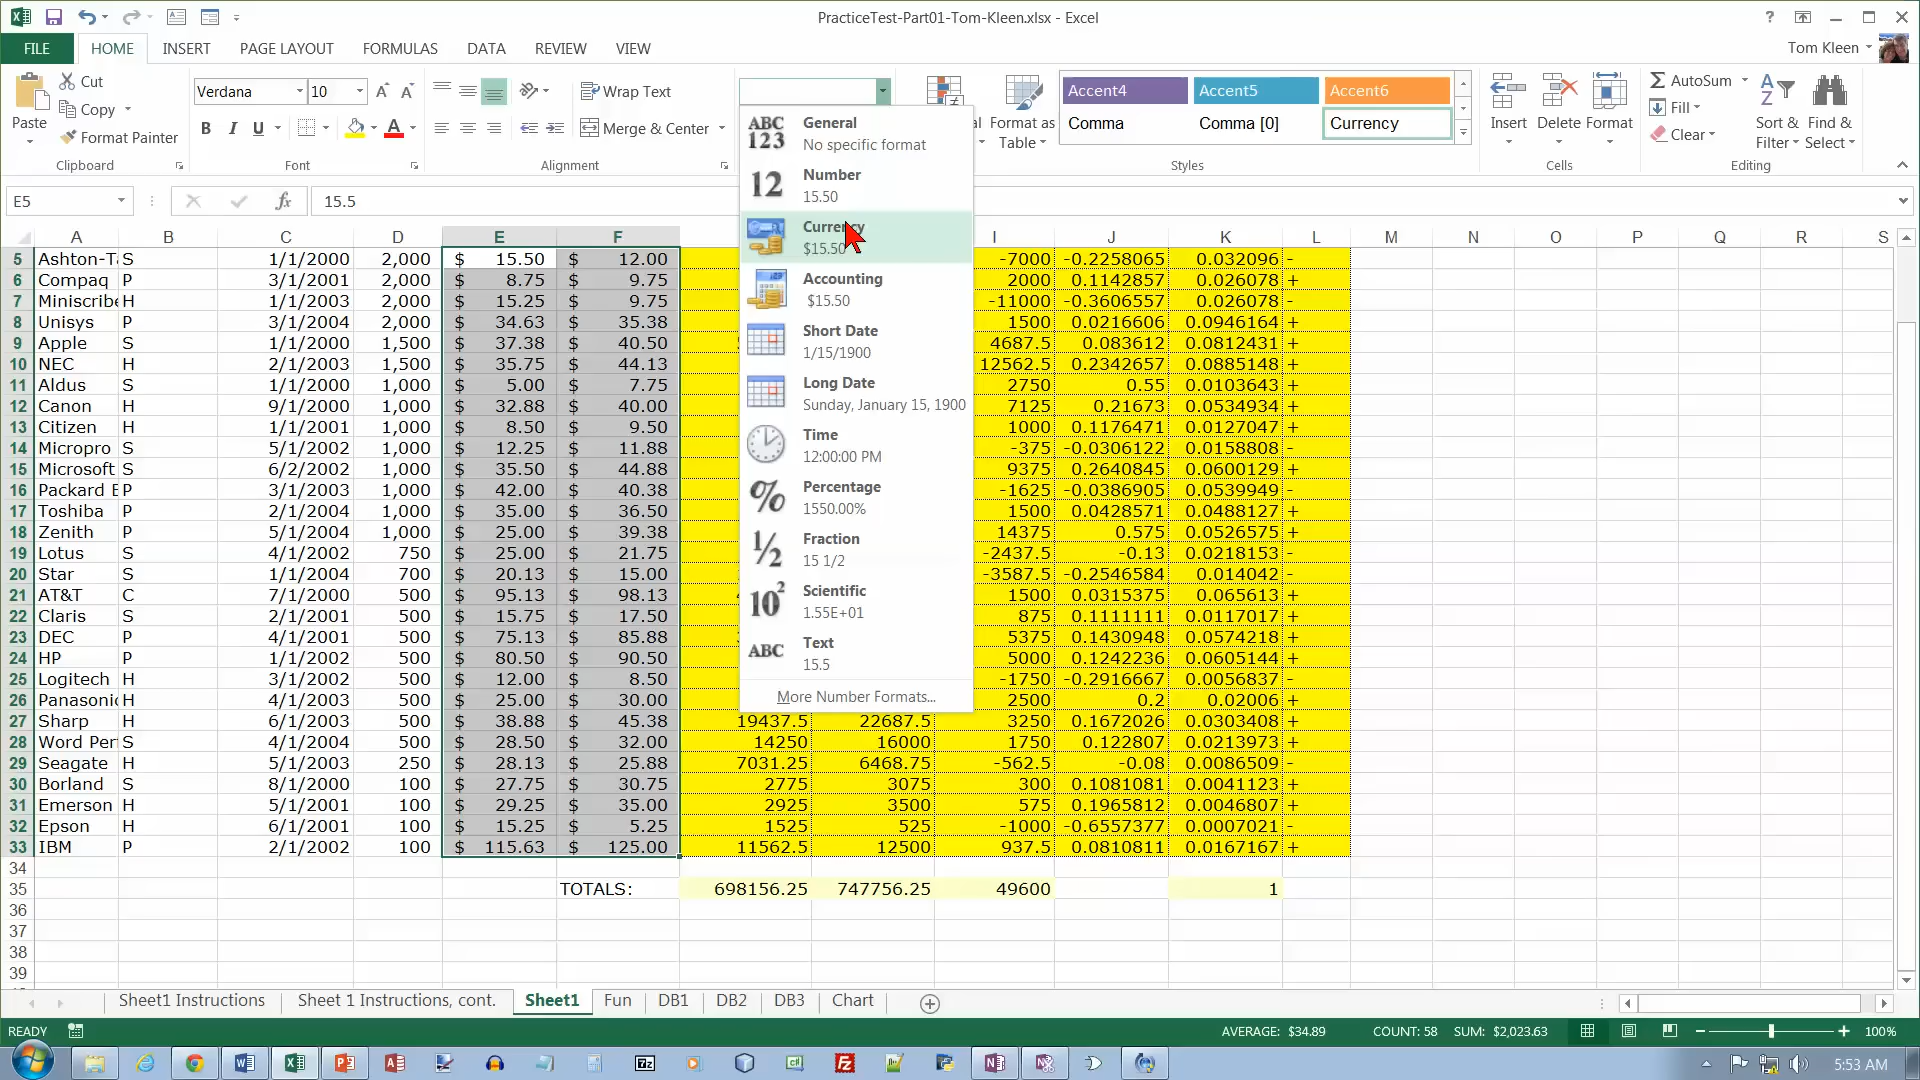 PracticeTest-Part01-Tom-Kleen.xlsx - Excel
?
FILE HOME INSERT PAGE LAYOUT FORMULAS DATA REVIEW VIEW Tom Kleen
Paste
Cut
Copy
Format Painter
Clipboard
Verdana 10
B I U
Font
Wrap Text
Merge & Center
Alignment
Format as
Table
Accent4 Accent5 Accent6
Comma Comma [0] Currency
Styles
Insert Delete Format
Cells
AutoSum
Fill
Clear
Sort &
Filter
Find &
Select
Editing
E5 fx 15.5
ABC
123
General
No specific format
12
Number
15.50
Currency
$15.50
Accounting
$15.50
Short Date
1/15/1900
Long Date
Sunday, January 15, 1900
Time
12:00:00 PM
%
Percentage
1550.00%
½
Fraction
15 1/2
10²
Scientific
1.55E+01
ABC
Text
15.5
More Number Formats...
A B C D E F I J K L M N O P Q R S
5 Ashton-Ta S 1/1/2000 2,000 $ 15.50 $ 12.00 -7000 -0.2258065 0.032096 -
6 Compaq P 3/1/2001 2,000 $ 8.75 $ 9.75 2000 0.1142857 0.026078 +
7 Miniscribe H 1/1/2003 2,000 $ 15.25 $ 9.75 -11000 -0.3606557 0.026078 -
8 Unisys P 3/1/2004 2,000 $ 34.63 $ 35.38 1500 0.0216606 0.0946164 +
9 Apple S 1/1/2000 1,500 $ 37.38 $ 40.50 4687.5 0.083612 0.0812431 +
10 NEC H 2/1/2003 1,500 $ 35.75 $ 44.13 12562.5 0.2342657 0.0885148 +
11 Aldus S 1/1/2000 1,000 $ 5.00 $ 7.75 2750 0.55 0.0103643 +
12 Canon H 9/1/2000 1,000 $ 32.88 $ 40.00 7125 0.21673 0.0534934 +
13 Citizen H 1/1/2001 1,000 $ 8.50 $ 9.50 1000 0.1176471 0.0127047 +
14 Micropro S 5/1/2002 1,000 $ 12.25 $ 11.88 -375 -0.0306122 0.0158808 -
15 Microsoft S 6/2/2002 1,000 $ 35.50 $ 44.88 9375 0.2640845 0.0600129 +
16 Packard B P 3/1/2003 1,000 $ 42.00 $ 40.38 -1625 -0.0386905 0.0539949 -
17 Toshiba P 2/1/2004 1,000 $ 35.00 $ 36.50 1500 0.0428571 0.0488127 +
18 Zenith P 5/1/2004 1,000 $ 25.00 $ 39.38 14375 0.575 0.0526575 +
19 Lotus S 4/1/2002 750 $ 25.00 $ 21.75 -2437.5 -0.13 0.0218153 -
20 Star S 1/1/2004 700 $ 20.13 $ 15.00 -3587.5 -0.2546584 0.014042 -
21 AT&T C 7/1/2000 500 $ 95.13 $ 98.13 1500 0.0315375 0.065613 +
22 Claris S 2/1/2001 500 $ 15.75 $ 17.50 875 0.1111111 0.0117017 +
23 DEC P 4/1/2001 500 $ 75.13 $ 85.88 5375 0.1430948 0.0574218 +
24 HP P 1/1/2002 500 $ 80.50 $ 90.50 5000 0.1242236 0.0605144 +
25 Logitech H 3/1/2002 500 $ 12.00 $ 8.50 -1750 -0.2916667 0.0056837 -
26 Panasonic H 4/1/2003 500 $ 25.00 $ 30.00 2500 0.2 0.02006 +
27 Sharp H 6/1/2003 500 $ 38.88 $ 45.38 19437.5 22687.5 3250 0.1672026 0.0303408 +
28 Word Per S 4/1/2004 500 $ 28.50 $ 32.00 14250 16000 1750 0.122807 0.0213973 +
29 Seagate H 5/1/2003 250 $ 28.13 $ 25.88 7031.25 6468.75 -562.5 -0.08 0.0086509 -
30 Borland S 8/1/2000 100 $ 27.75 $ 30.75 2775 3075 300 0.1081081 0.0041123 +
31 Emerson H 5/1/2001 100 $ 29.25 $ 35.00 2925 3500 575 0.1965812 0.0046807 +
32 Epson H 6/1/2001 100 $ 15.25 $ 5.25 1525 525 -1000 -0.6557377 0.0007021 -
33 IBM P 2/1/2002 100 $ 115.63 $ 125.00 11562.5 12500 937.5 0.0810811 0.0167167 +
34
35 TOTALS: 698156.25 747756.25 49600 1
36
37
38
39
Sheet1 Instructions Sheet 1 Instructions, cont. Sheet1 Fun DB1 DB2 DB3 Chart
READY AVERAGE: $34.89 COUNT: 58 SUM: $2,023.63 100%
5:53 AM